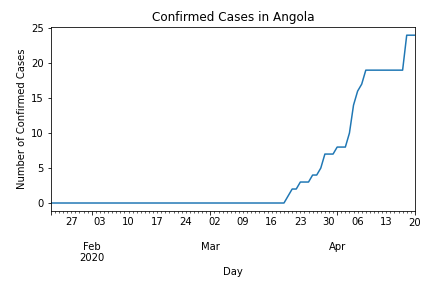 Confirmed Cases in Angola
Number of Confirmed Cases
25
20
15
10
5
0
27 03 10 17 24 02 09 16 23 30 06 13 20
Feb Mar Apr
2020
Day